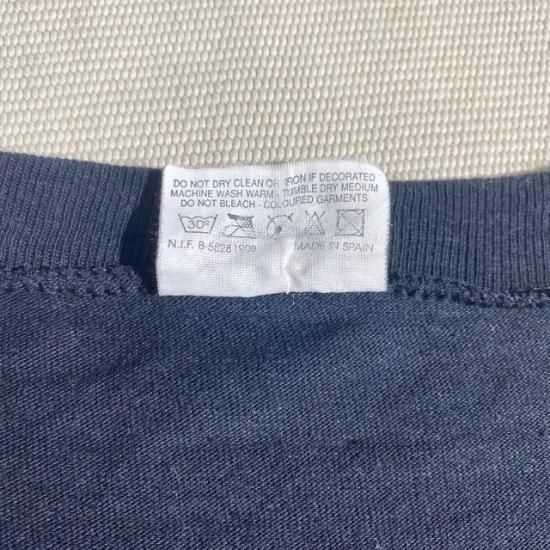 DO NOT DRY CLEAN OR IRON IF DECORATED
MACHINE WASH WARM - TUMBLE DRY MEDIUM
DO NOT BLEACH - COLOURED GARMENTS
30°
N.I.F. B-58281908 MADE IN SPAIN